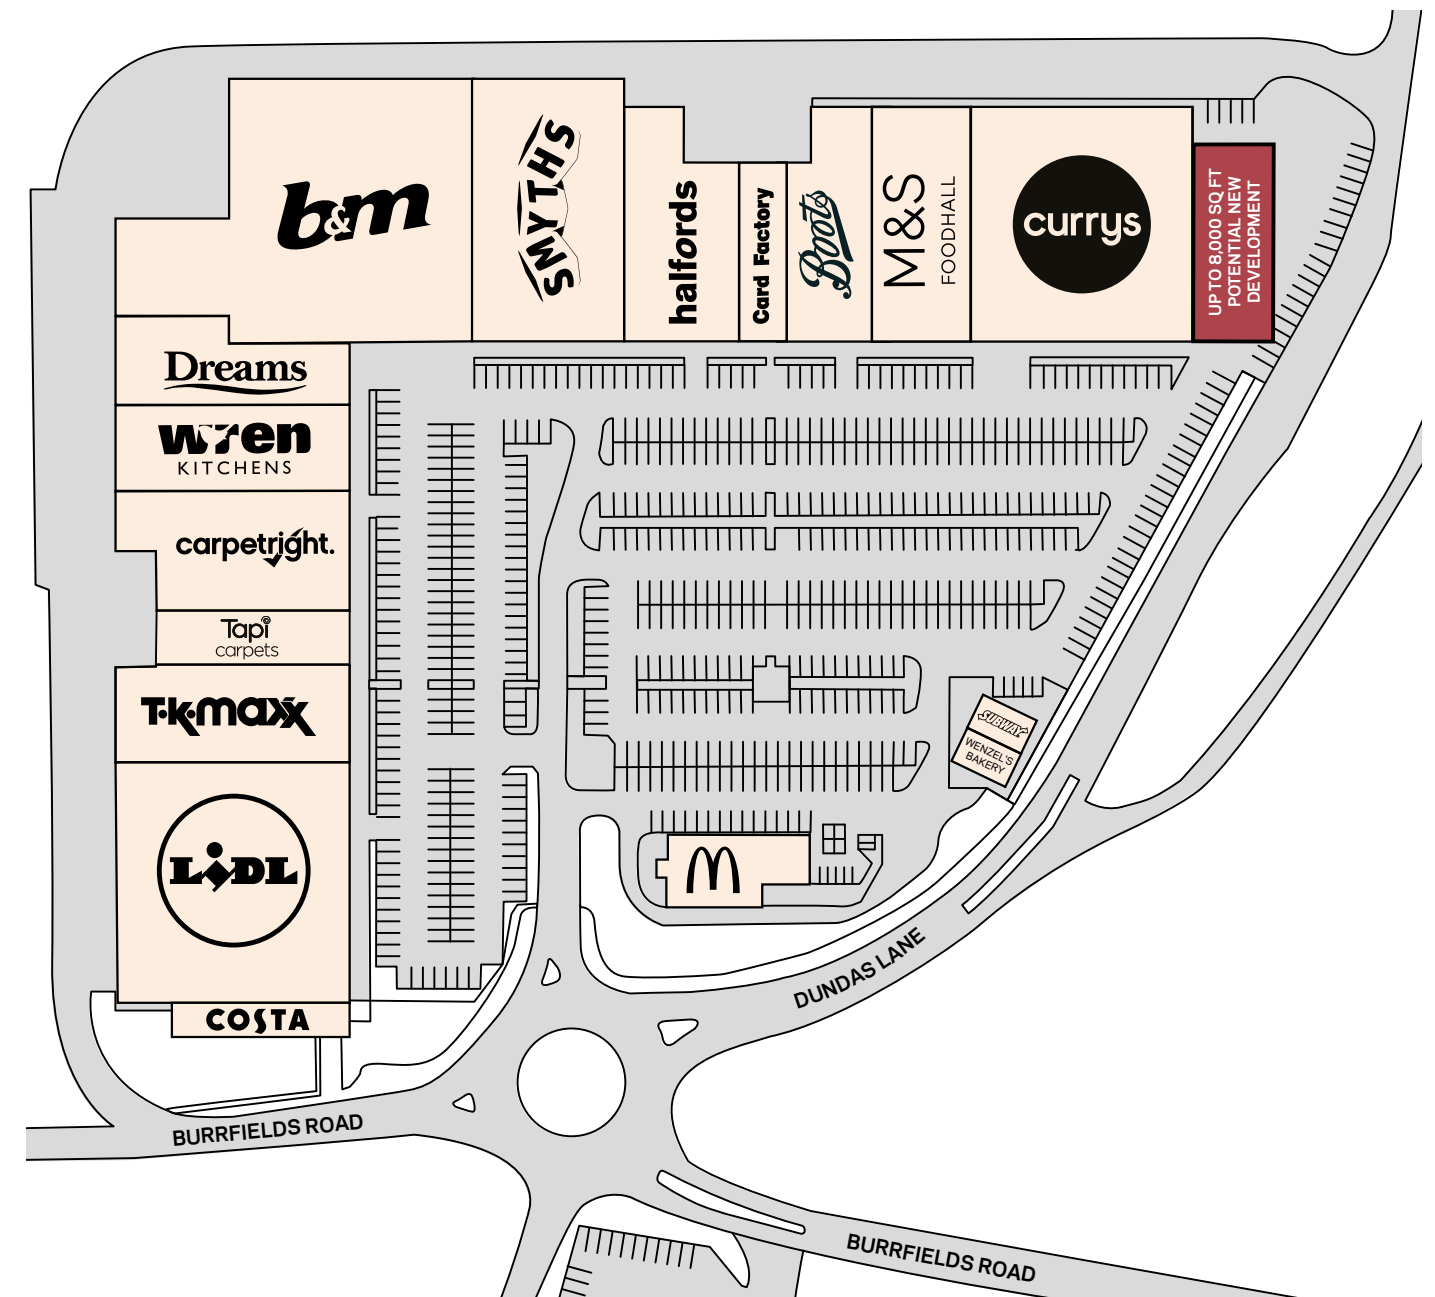 b&m
SMYTHS
halfords
Card Factory
Boots
M&S
FOODHALL
currys
UP TO 8,000 SQ FT
POTENTIAL NEW
DEVELOPMENT
Dreams
wren
KITCHENS
carpetright.
Tapi
carpets
T·K·maxx
LiDL
COSTA
SUBWAY
WENZEL'S
BAKERY
M
DUNDAS LANE
BURRFIELDS ROAD
BURRFIELDS ROAD